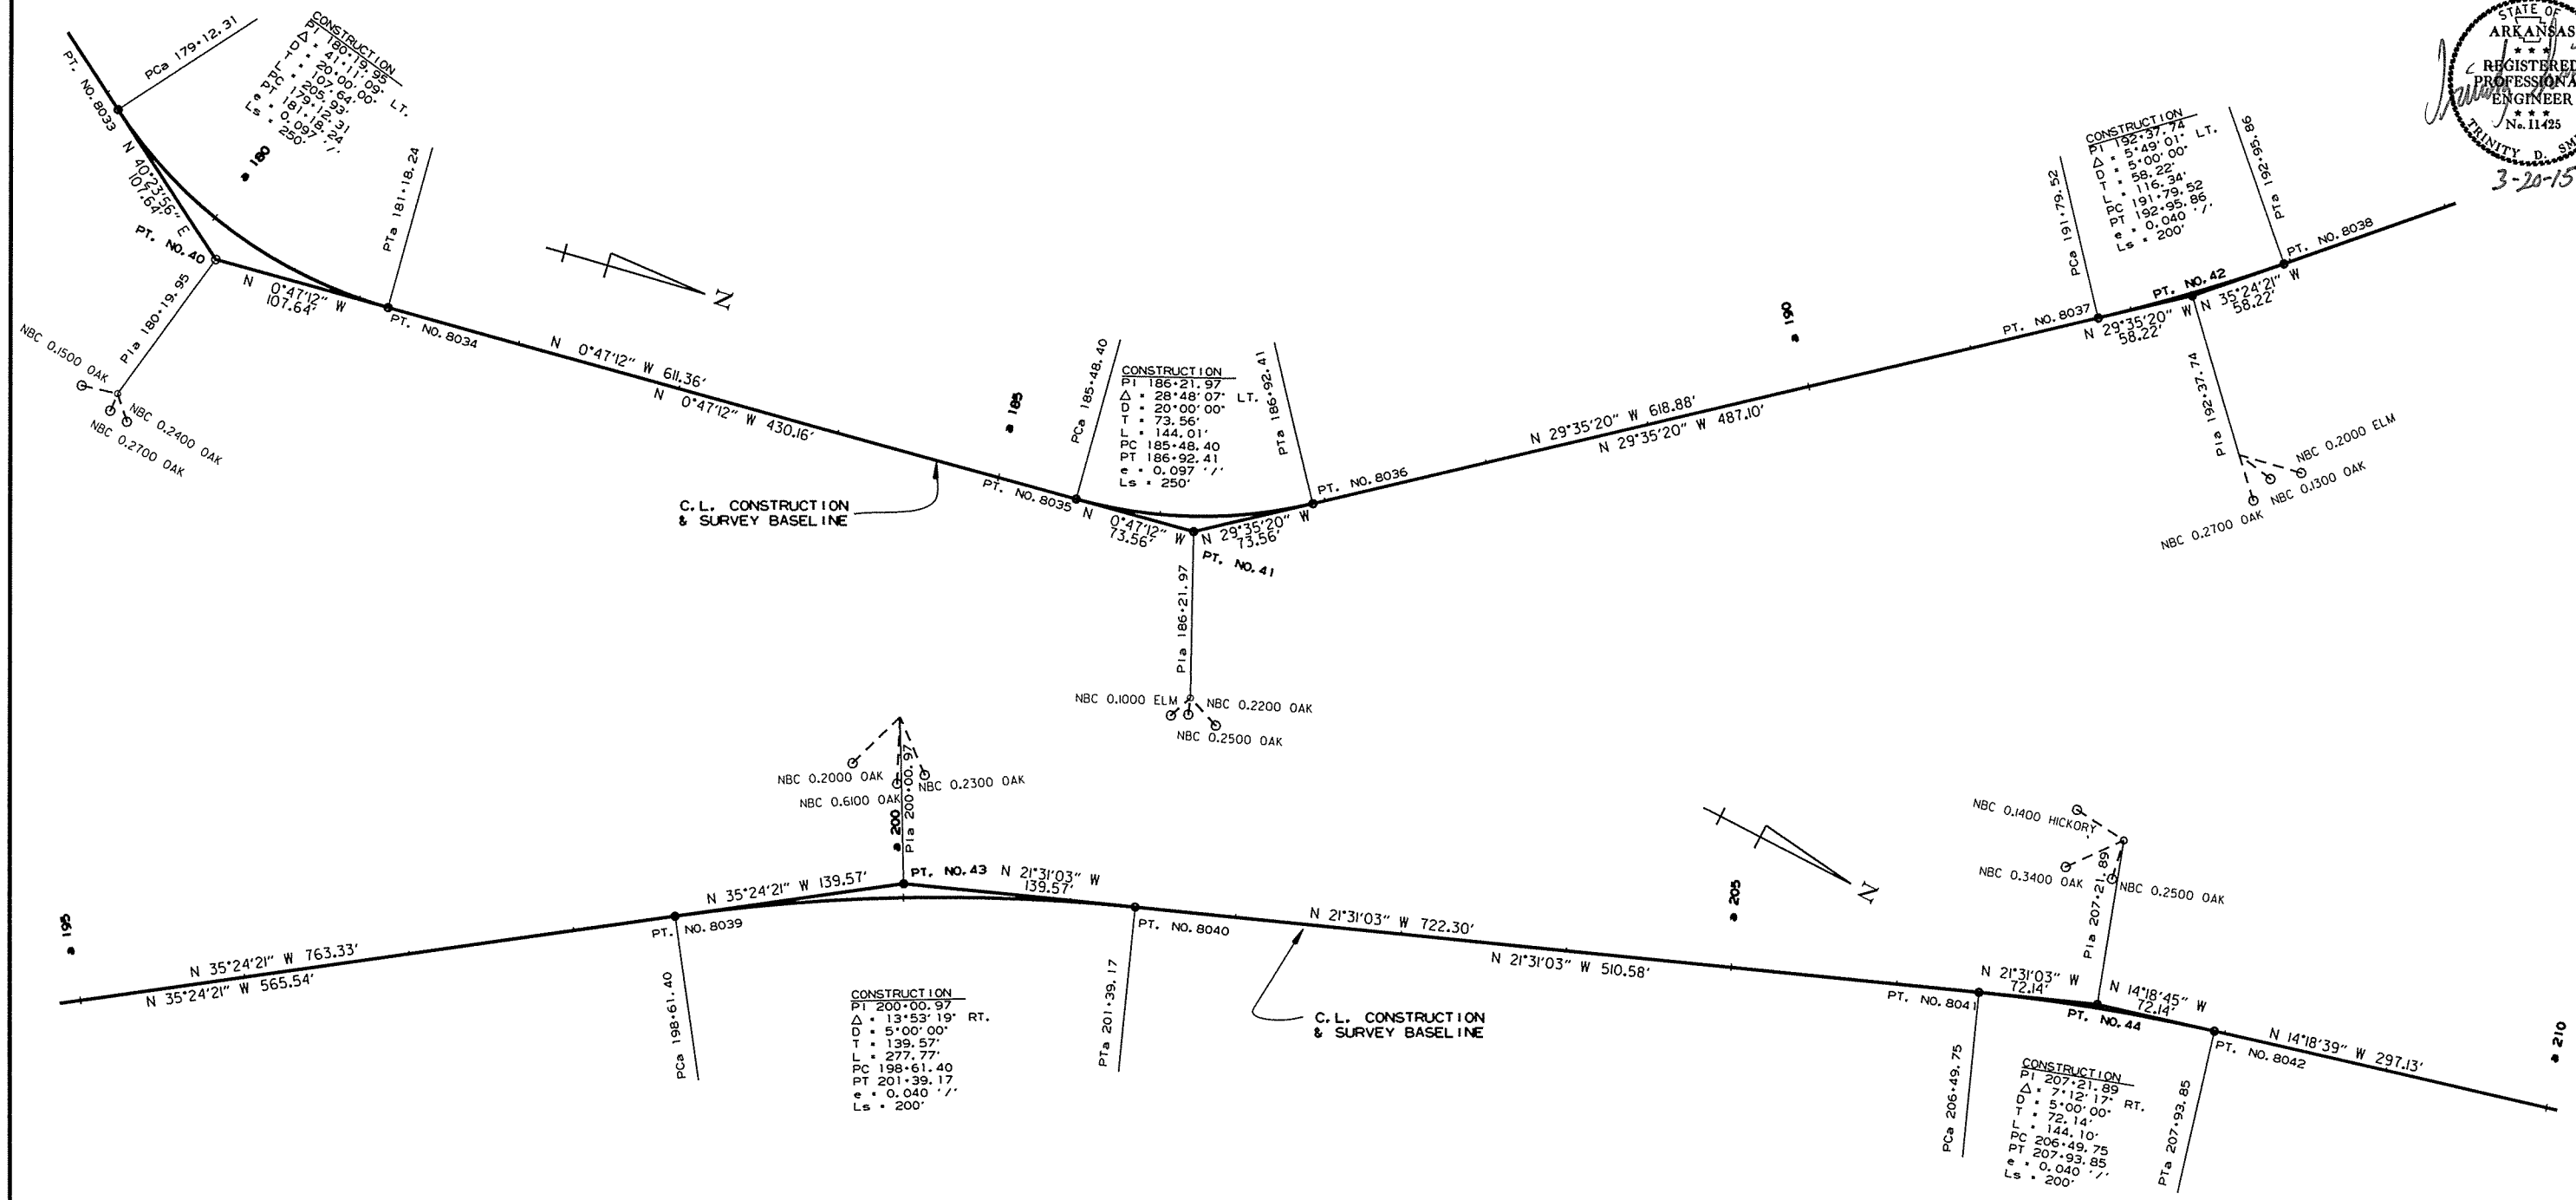 PT. NO. 8033
PCa 179+12.31
CONSTRUCTION
PI 180+19.95
Δ = 41°11'09" LT.
D = 20°00'00"
T = 107.64'
L = 205.93'
PC 179+12.31
PT 181+18.24
e = 0.097 '/'
Ls = 250'
180
N 40°23'56" E
107.64'
PT. NO. 40
N 0°47'12" W
107.64'
PTa 181+18.24
PIa 180+19.95
NBC 0.1500 OAK
NBC 0.2400 OAK
NBC 0.2700 OAK
PT. NO. 8034
N
N 0°47'12" W 611.36'
N 0°47'12" W 430.16'
185
C.L. CONSTRUCTION
& SURVEY BASELINE
PCa 185+48.40
CONSTRUCTION
PI 186+21.97
Δ = 28°48'07" LT.
D = 20°00'00"
T = 73.56'
L = 144.01'
PC 185+48.40
PT 186+92.41
e = 0.097 '/'
Ls = 250'
PTa 186+92.41
PT. NO. 8035
N 0°47'12" W
73.56'
N 29°35'20" W
73.56'
PT. NO. 8036
PT. NO. 41
PIa 186+21.97
NBC 0.1000 ELM
NBC 0.2200 OAK
NBC 0.2500 OAK
N 29°35'20" W 618.88'
N 29°35'20" W 487.10'
190
PT. NO. 8037
PCa 191+79.52
CONSTRUCTION
PI 192+37.74
Δ = 5°49'01" LT.
D = 5°00'00"
T = 58.22'
L = 116.34'
PC 191+79.52
PT 192+95.86
e = 0.040 '/'
Ls = 200'
PTa 192+95.86
PT. NO. 42
N 29°35'20" W
58.22'
N 35°24'21" W
58.22'
PT. NO. 8038
PIa 192+37.74
NBC 0.2000 ELM
NBC 0.1300 OAK
NBC 0.2700 OAK
STATE OF
ARKANSAS
REGISTERED
PROFESSIONA
ENGINEER
No. 11425
TRINITY D. SM
3-20-15
195
N 35°24'21" W 763.33'
N 35°24'21" W 565.54'
N 35°24'21" W 139.57'
PT. NO. 8039
PCa 198+61.40
NBC 0.2000 OAK
NBC 0.6100 OAK
NBC 0.2300 OAK
200
PIa 200+00.97
PT. NO. 43
N 21°31'03" W
139.57'
CONSTRUCTION
PI 200+00.97
Δ = 13°53'19" RT.
D = 5°00'00"
T = 139.57'
L = 277.77'
PC 198+61.40
PT 201+39.17
e = 0.040 '/'
Ls = 200'
PT. NO. 8040
PTa 201+39.17
N 21°31'03" W 722.30'
N 21°31'03" W 510.58'
C.L. CONSTRUCTION
& SURVEY BASELINE
N
205
PT. NO. 8041
PCa 206+49.75
N 21°31'03" W
72.14'
NBC 0.1400 HICKORY
NBC 0.3400 OAK
NBC 0.2500 OAK
PIa 207+21.89
PT. NO. 44
N 14°18'45" W
72.14'
CONSTRUCTION
PI 207+21.89
Δ = 7°12'17" RT.
D = 5°00'00"
T = 72.14'
L = 144.10'
PC 206+49.75
PT 207+93.85
e = 0.040 '/'
Ls = 200'
PTa 207+93.85
PT. NO. 8042
N 14°18'39" W 297.13'
210